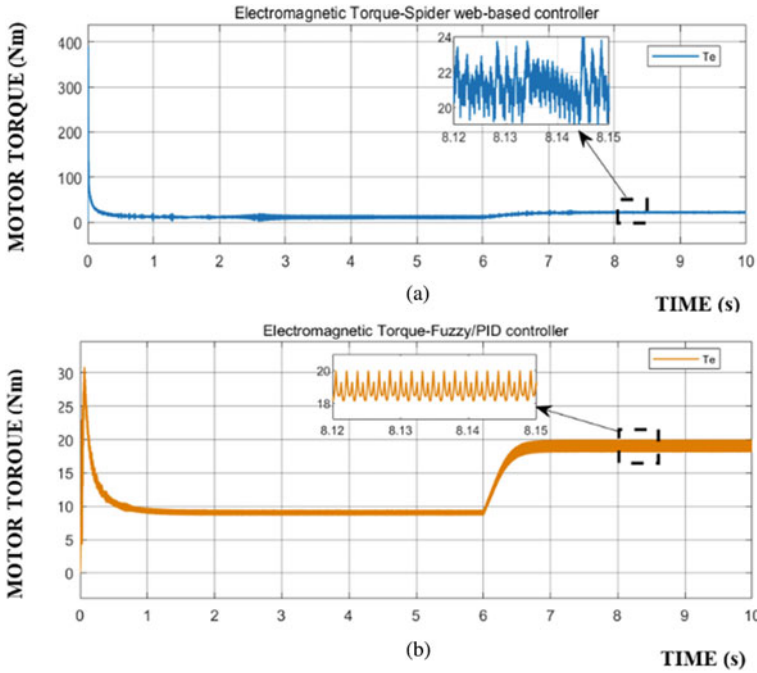 Electromagnetic Torque-Spider web-based controller
MOTOR TORQUE (Nm)
400
300
200
100
0
24
22
20
8.12 8.13 8.14 8.15
Te
0 1 2 3 4 5 6 7 8 9 10
(a)
TIME (s)
Electromagnetic Torque-Fuzzy/PID controller
MOTOR TORQUE (Nm)
30
25
20
15
10
5
0
20
18
8.12 8.13 8.14 8.15
Te
0 1 2 3 4 5 6 7 8 9 10
(b)
TIME (s)